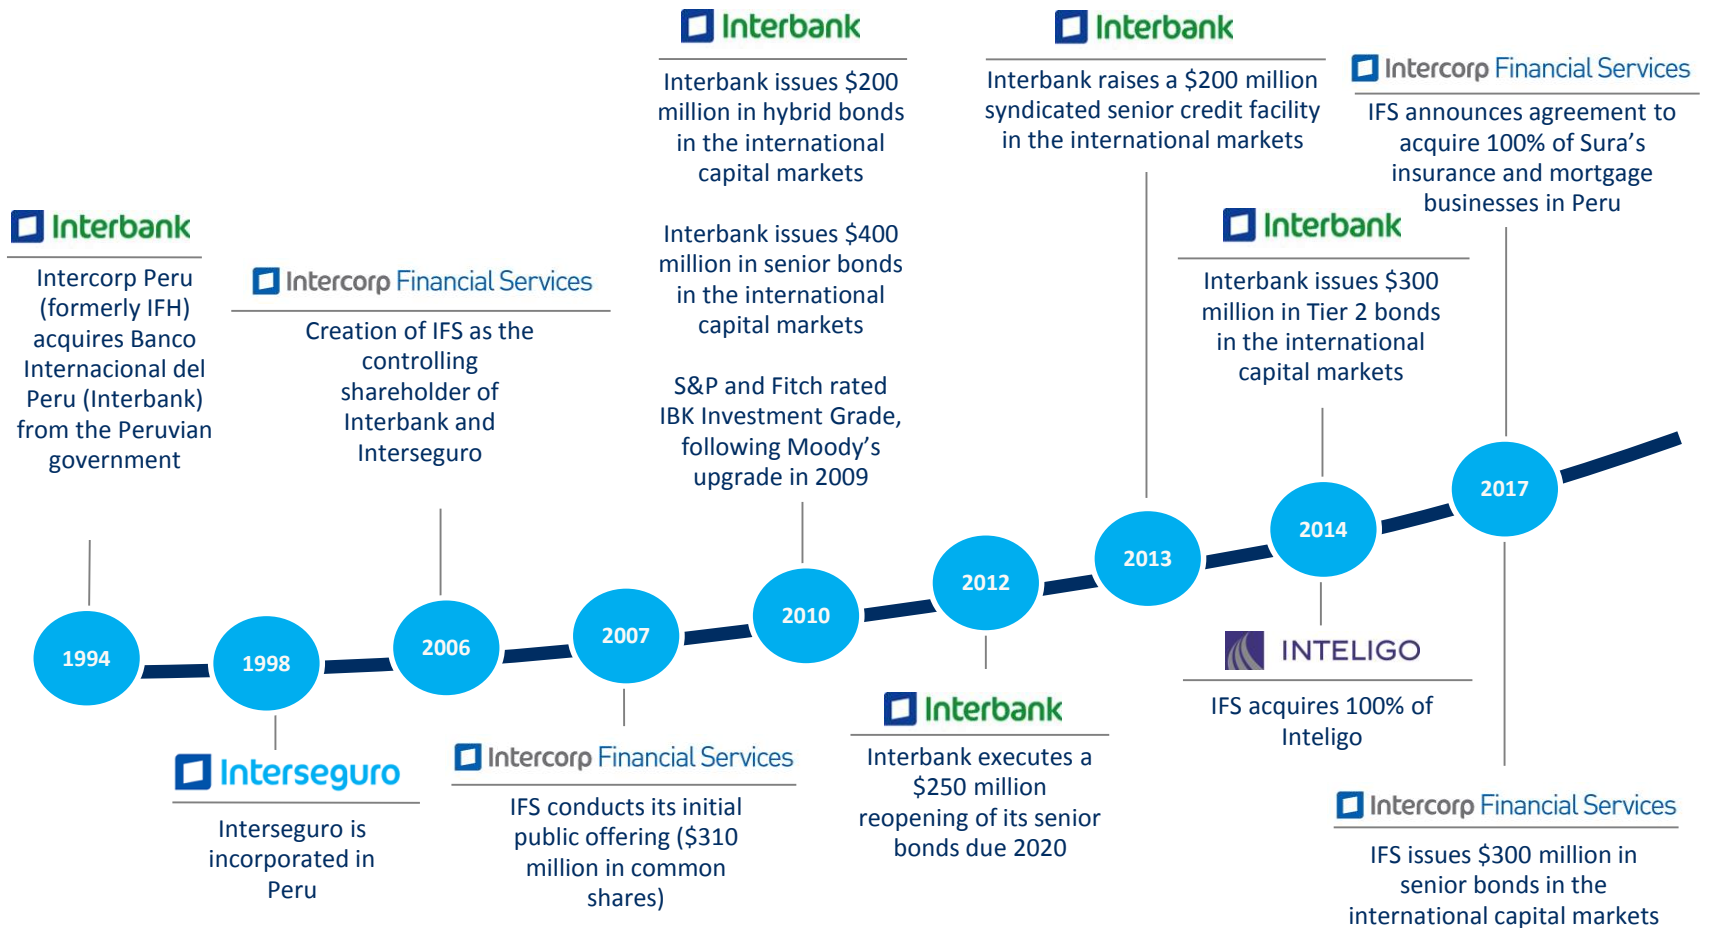 Interbank
Intercorp Peru
(formerly IFH)
acquires Banco
Internacional del
Peru (Interbank)
from the Peruvian
government
1994
1998
Interseguro
Interseguro is
incorporated in
Peru
Intercorp Financial Services
Creation of IFS as the
controlling
shareholder of
Interbank and
Interseguro
2006
2007
Intercorp Financial Services
IFS conducts its initial
public offering ($310
million in common
shares)
Interbank
Interbank issues $200
million in hybrid bonds
in the international
capital markets
Interbank issues $400
million in senior bonds
in the international
capital markets
S&P and Fitch rated
IBK Investment Grade,
following Moody’s
upgrade in 2009
2010
2012
Interbank
Interbank executes a
$250 million
reopening of its senior
bonds due 2020
Interbank
Interbank raises a $200 million
syndicated senior credit facility
in the international markets
2013
Interbank
Interbank issues $300
million in Tier 2 bonds
in the international
capital markets
2014
INTELIGO
IFS acquires 100% of
Inteligo
Intercorp Financial Services
IFS announces agreement to
acquire 100% of Sura’s
insurance and mortgage
businesses in Peru
2017
Intercorp Financial Services
IFS issues $300 million in
senior bonds in the
international capital markets